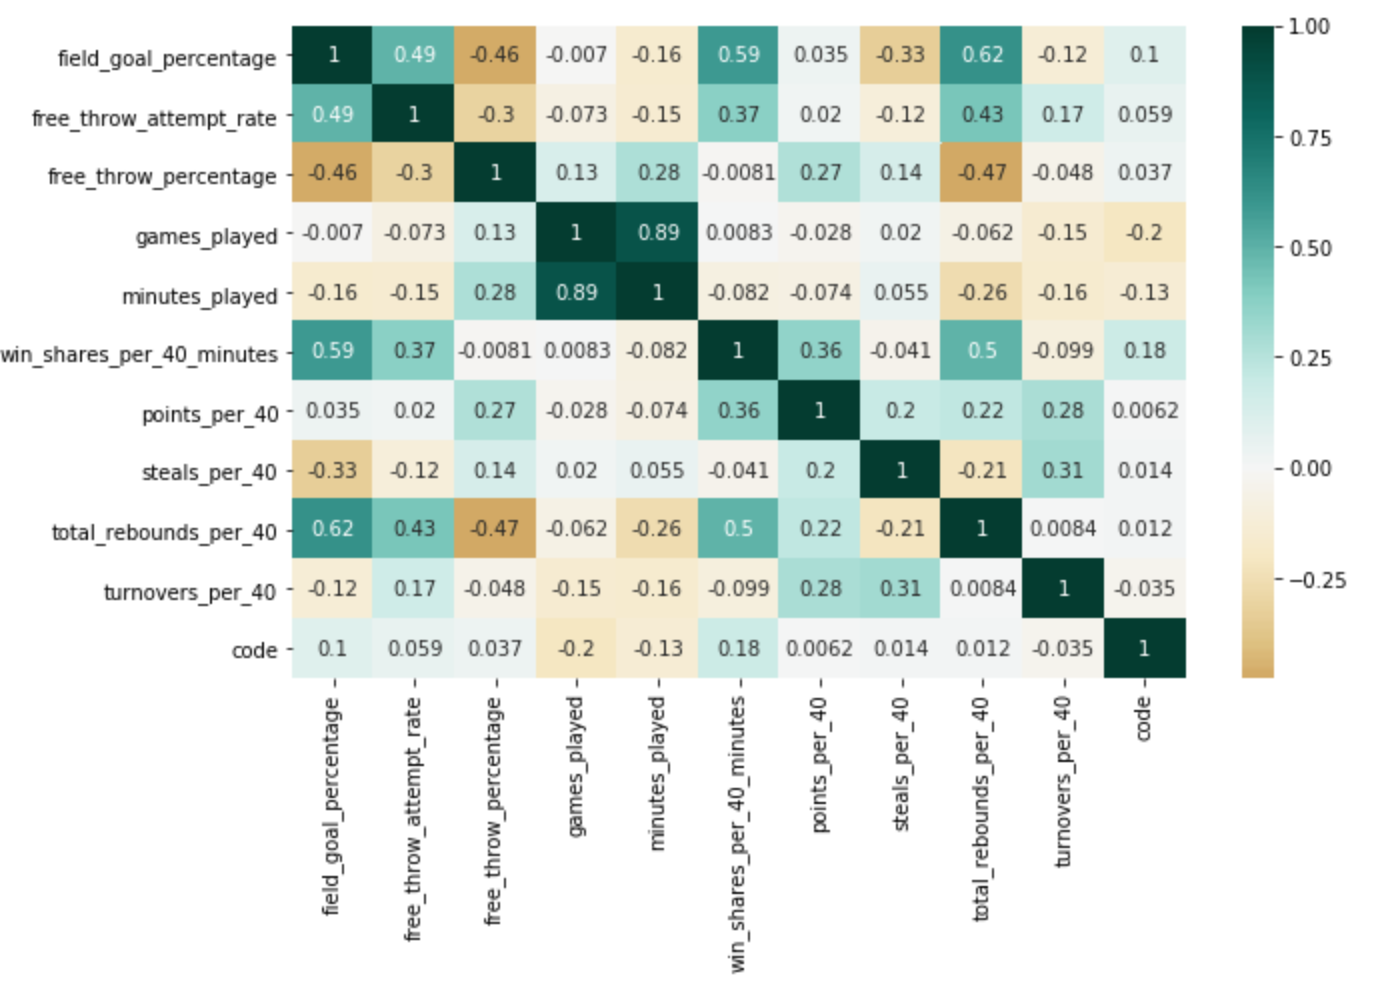 field_goal_percentage 1 0.49 -0.46 -0.007 -0.16 0.59 0.035 -0.33 0.62 -0.12 0.1
free_throw_attempt_rate 0.49 1 -0.3 -0.073 -0.15 0.37 0.02 -0.12 0.43 0.17 0.059
free_throw_percentage -0.46 -0.3 1 0.13 0.28 -0.0081 0.27 0.14 -0.47 -0.048 0.037
games_played -0.007 -0.073 0.13 1 0.89 0.0083 -0.028 0.02 -0.062 -0.15 -0.2
minutes_played -0.16 -0.15 0.28 0.89 1 -0.082 -0.074 0.055 -0.26 -0.16 -0.13
win_shares_per_40_minutes 0.59 0.37 -0.0081 0.0083 -0.082 1 0.36 -0.041 0.5 -0.099 0.18
points_per_40 0.035 0.02 0.27 -0.028 -0.074 0.36 1 0.2 0.22 0.28 0.0062
steals_per_40 -0.33 -0.12 0.14 0.02 0.055 -0.041 0.2 1 -0.21 0.31 0.014
total_rebounds_per_40 0.62 0.43 -0.47 -0.062 -0.26 0.5 0.22 -0.21 1 0.0084 0.012
turnovers_per_40 -0.12 0.17 -0.048 -0.15 -0.16 -0.099 0.28 0.31 0.0084 1 -0.035
code 0.1 0.059 0.037 -0.2 -0.13 0.18 0.0062 0.014 0.012 -0.035 1
field_goal_percentage
free_throw_attempt_rate
free_throw_percentage
games_played
minutes_played
win_shares_per_40_minutes
points_per_40
steals_per_40
total_rebounds_per_40
turnovers_per_40
code
1.00
0.75
0.50
0.25
0.00
−0.25